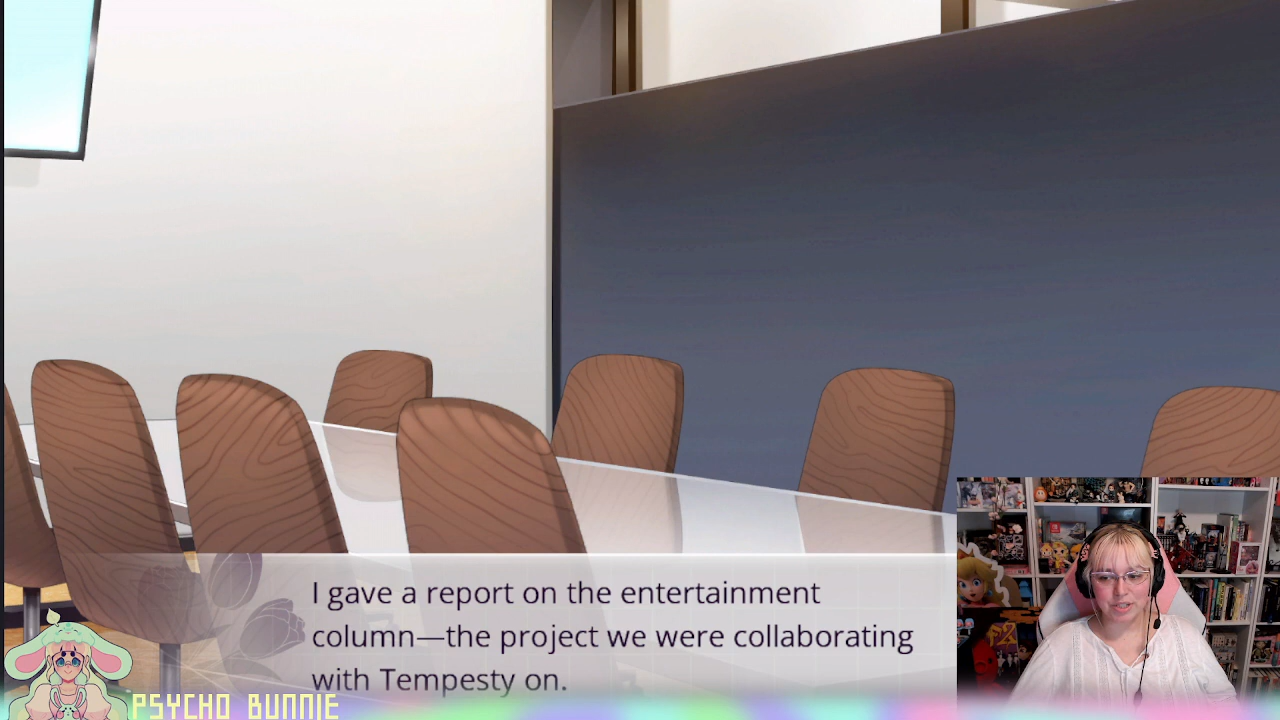 I gave a report on the entertainment
column—the project we were collaborating
with Tempesty on.
PSYCHO BUNNIE